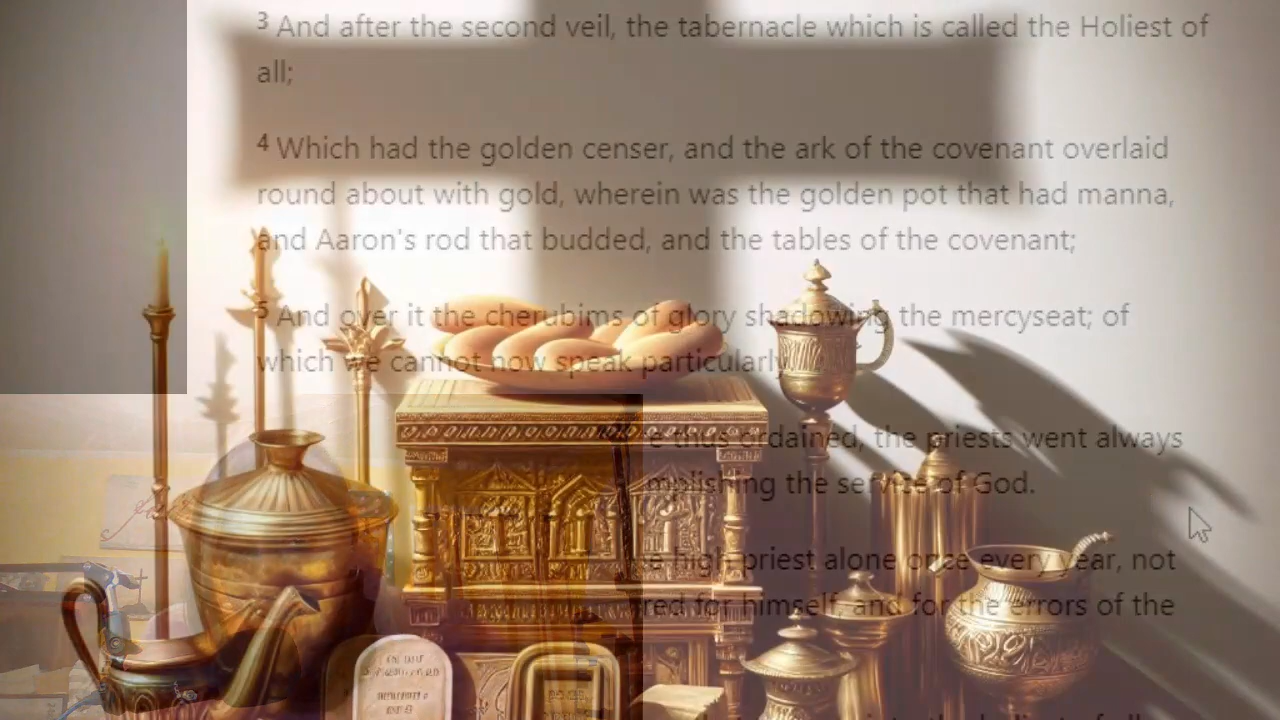 3 And after the second veil, the tabernacle which is called the Holiest of
all;
4 Which had the golden censer, and the ark of the covenant overlaid
round about with gold, wherein was the golden pot that had manna,
and Aaron's rod that budded, and the tables of the covenant;
5 And over it the cherubims of glory shadowing the mercyseat; of
which we cannot now speak particularly
thus ordained, the priests went always
mplishing the service of God.
high priest alone once every year, not
red for himself, and for the errors of the